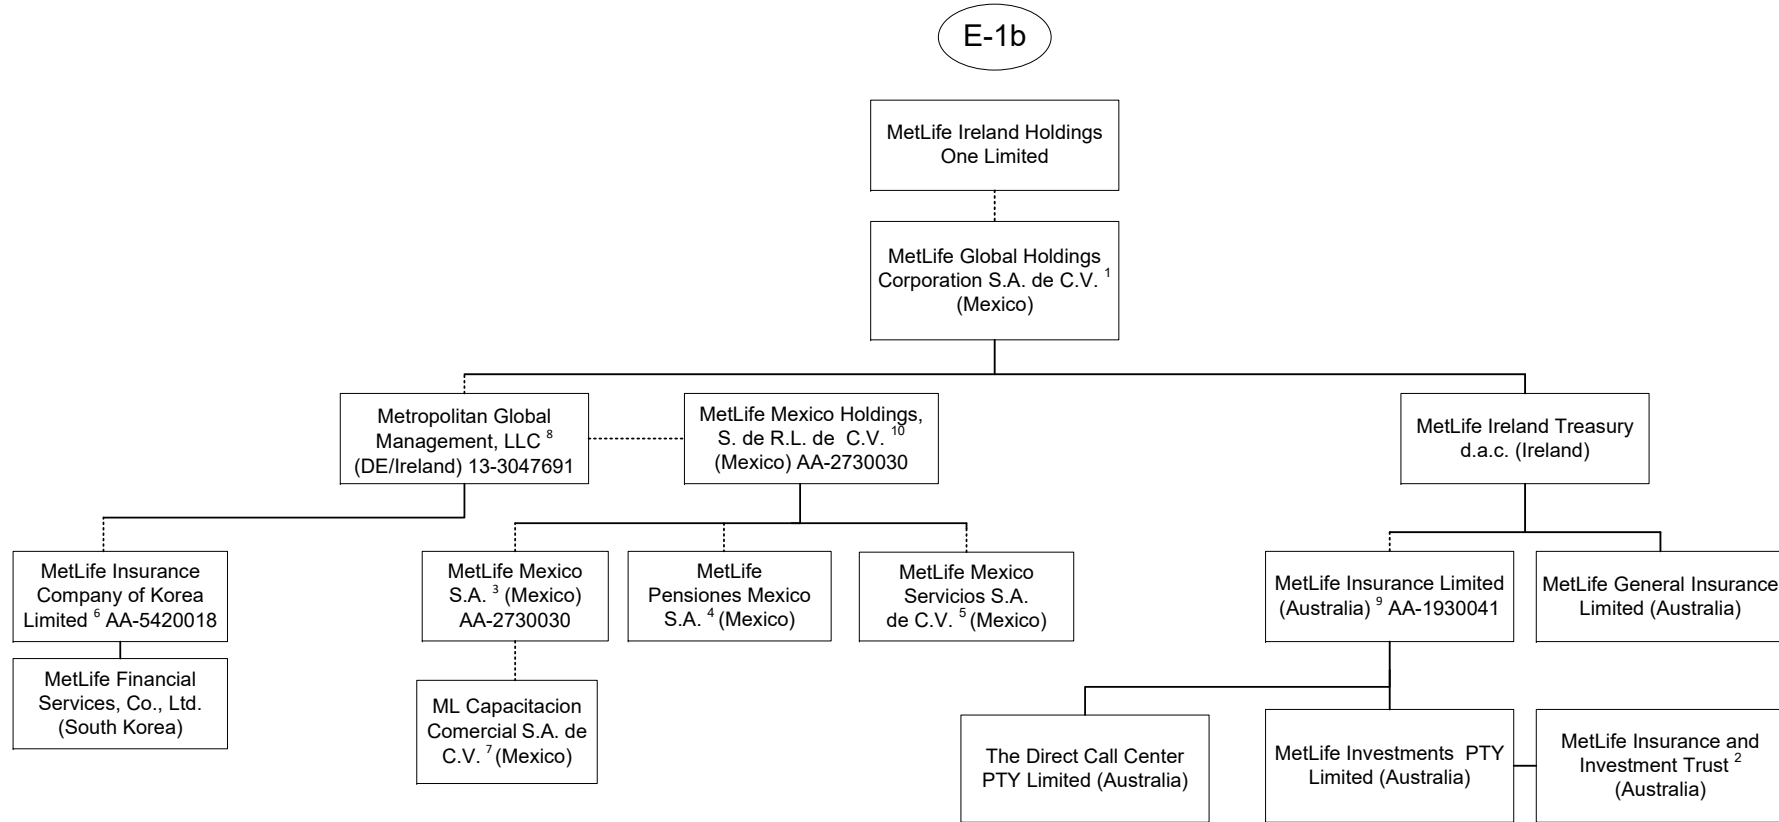 E-1b
MetLife Ireland Holdings
One Limited
MetLife Global Holdings
Corporation S.A. de C.V. 1
(Mexico)
Metropolitan Global
Management, LLC 8
(DE/Ireland) 13-3047691
MetLife Mexico Holdings,
S. de R.L. de C.V. 10
(Mexico) AA-2730030
MetLife Ireland Treasury
d.a.c. (Ireland)
MetLife Insurance
Company of Korea
Limited 6 AA-5420018
MetLife Mexico
S.A. 3 (Mexico)
AA-2730030
MetLife
Pensiones Mexico
S.A. 4 (Mexico)
MetLife Mexico
Servicios S.A.
de C.V. 5 (Mexico)
MetLife Insurance Limited
(Australia) 9 AA-1930041
MetLife General Insurance
Limited (Australia)
MetLife Financial
Services, Co., Ltd.
(South Korea)
ML Capacitacion
Comercial S.A. de
C.V. 7 (Mexico)
The Direct Call Center
PTY Limited (Australia)
MetLife Investments PTY
Limited (Australia)
MetLife Insurance and
Investment Trust 2
(Australia)